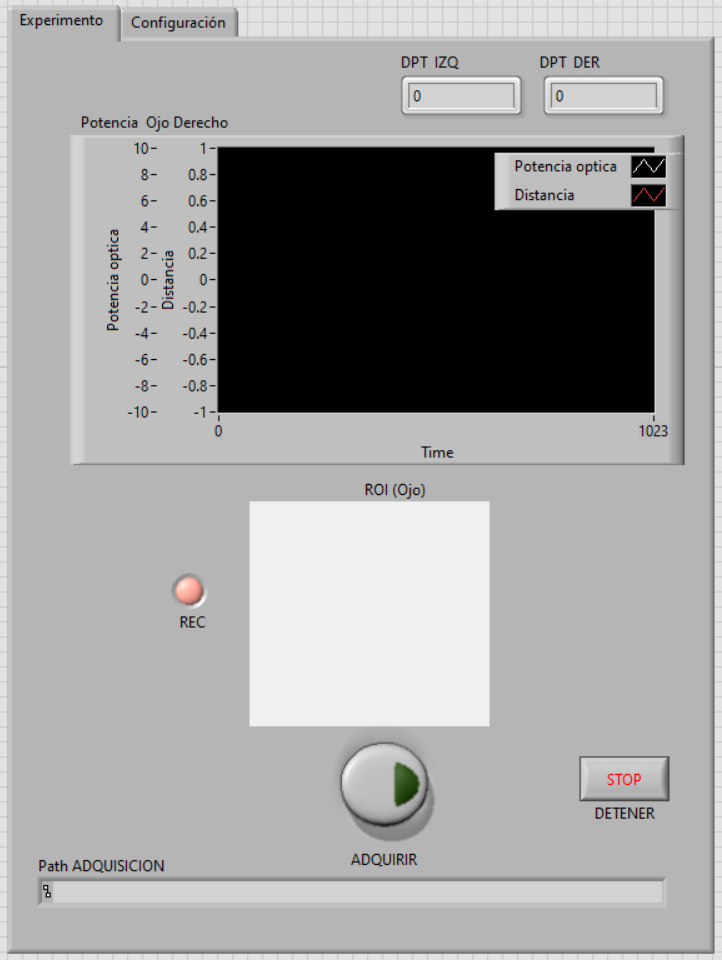 Experimento
Configuración
DPT IZQ
DPT DER
0
0
Potencia Ojo Derecho
Potencia optica
Distancia
10
8
6
4
2
0
-2
-4
-6
-8
-10
Potencia optica
1
0.8
0.6
0.4
0.2
0
-0.2
-0.4
-0.6
-0.8
-1
Distancia
0
1023
Time
ROI (Ojo)
REC
ADQUIRIR
STOP
DETENER
Path ADQUISICION